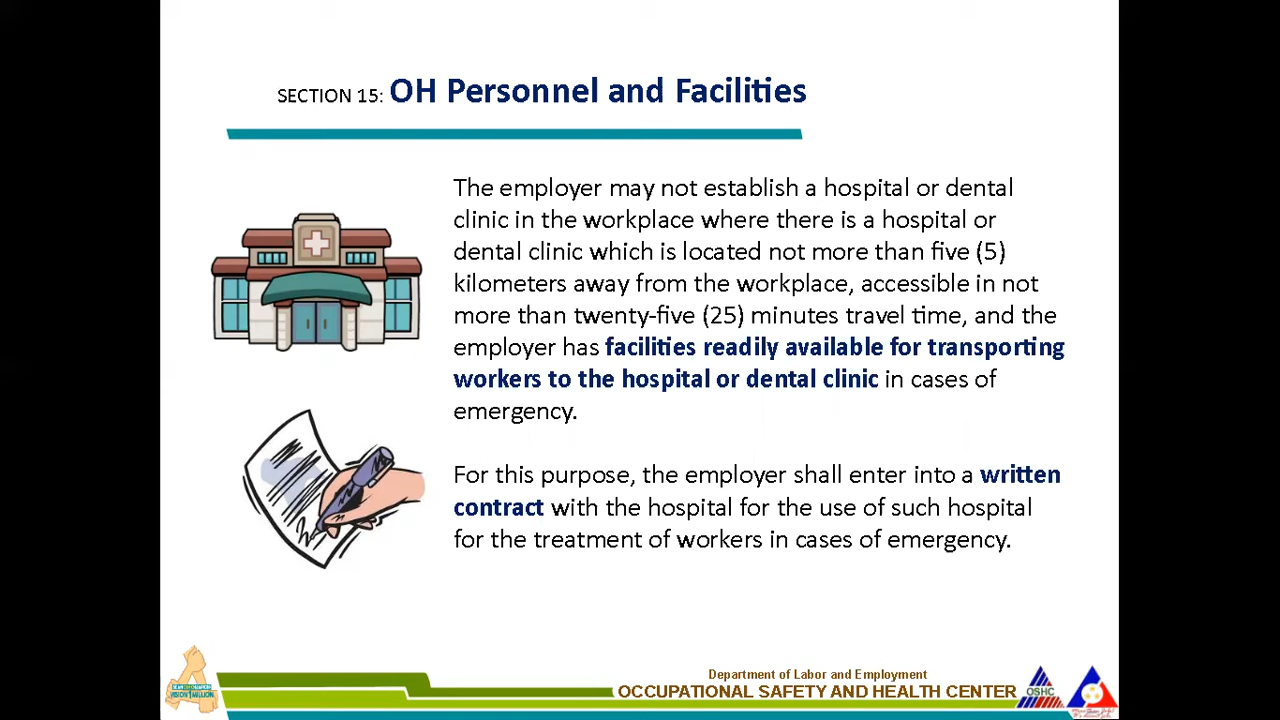 SECTION 15: OH Personnel and Facilities
The employer may not establish a hospital or dental
clinic in the workplace where there is a hospital or
dental clinic which is located not more than five (5)
kilometers away from the workplace, accessible in not
more than twenty-five (25) minutes travel time, and the
employer has facilities readily available for transporting
workers to the hospital or dental clinic in cases of
emergency.
For this purpose, the employer shall enter into a written
contract with the hospital for the use of such hospital
for the treatment of workers in cases of emergency.
Department of Labor and Employment
OCCUPATIONAL SAFETY AND HEALTH CENTER
OSHC